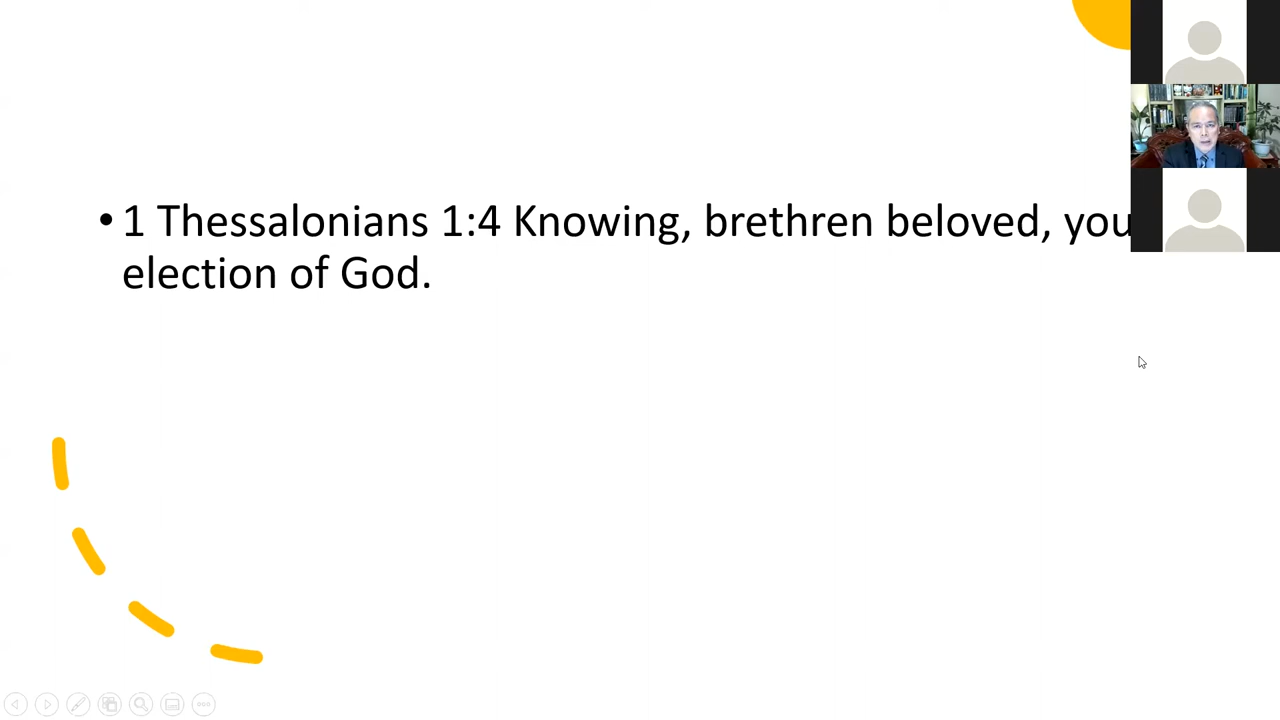 • 1 Thessalonians 1:4 Knowing, brethren beloved, you
election of God.